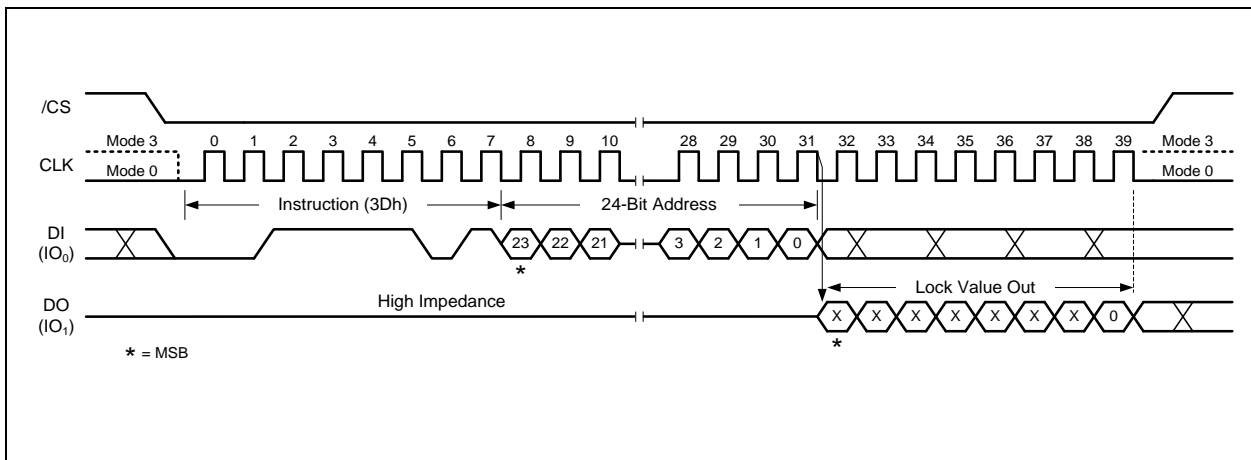 /CS
Mode 3 0 1 2 3 4 5 6 7 8 9 10 28 29 30 31 32 33 34 35 36 37 38 39 Mode 3
CLK
Mode 0 Mode 0
Instruction (3Dh) 24-Bit Address
DI
(IO₀)
23 22 21 3 2 1 0
*
Lock Value Out
High Impedance
DO
(IO₁)
X X X X X X X 0
* = MSB *